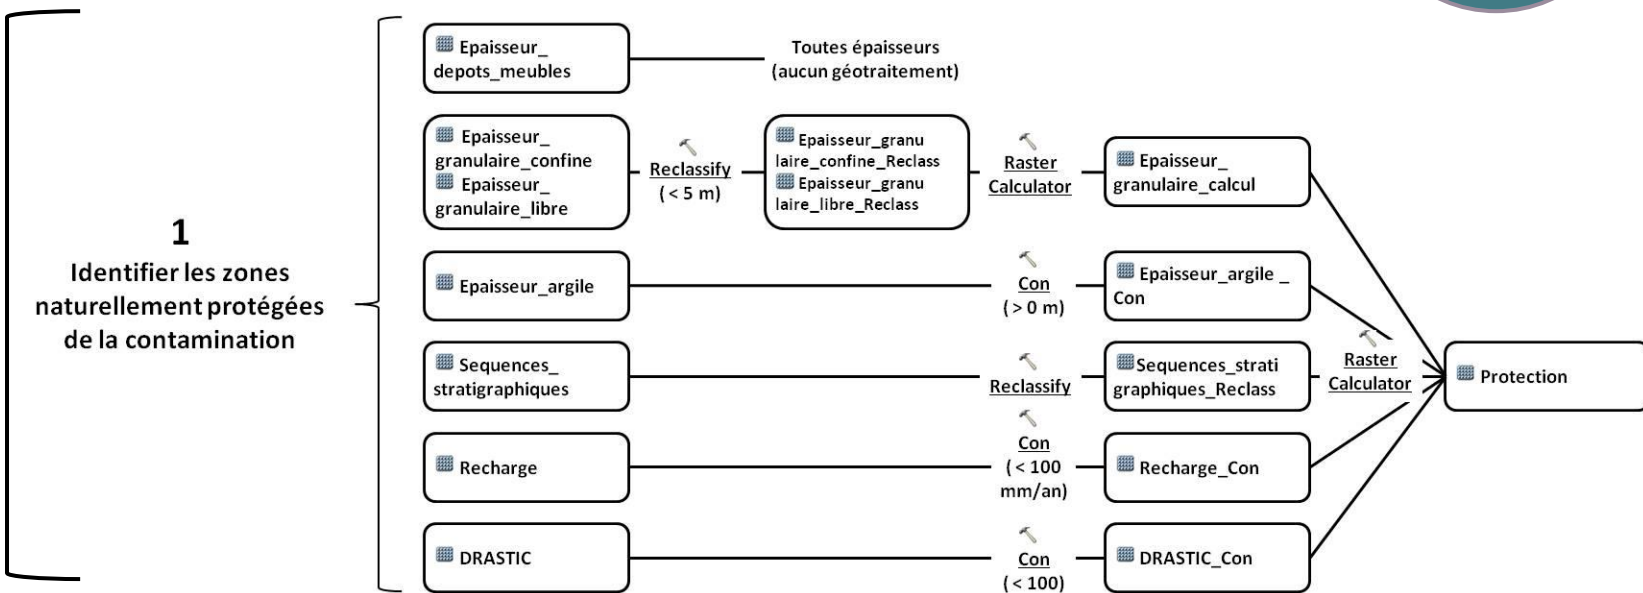 1
Identifier les zones
naturellement protégées
de la contamination
Epaisseur_
depots_meubles
Toutes épaisseurs
(aucun géotraitement)
Epaisseur_
granulaire_confine
Epaisseur_
granulaire_libre
Reclassify
( < 5 m)
Epaisseur_granu
laire_confine_Reclass
Epaisseur_granu
laire_libre_Reclass
Raster
Calculator
Epaisseur_
granulaire_calcul
Epaisseur_argile
Con
( > 0 m)
Epaisseur_argile _
Con
Sequences_
stratigraphiques
Reclassify
Sequences_strati
graphiques_Reclass
Raster
Calculator
Protection
Recharge
Con
( < 100
mm/an)
Recharge_Con
DRASTIC
Con
( < 100)
DRASTIC_Con